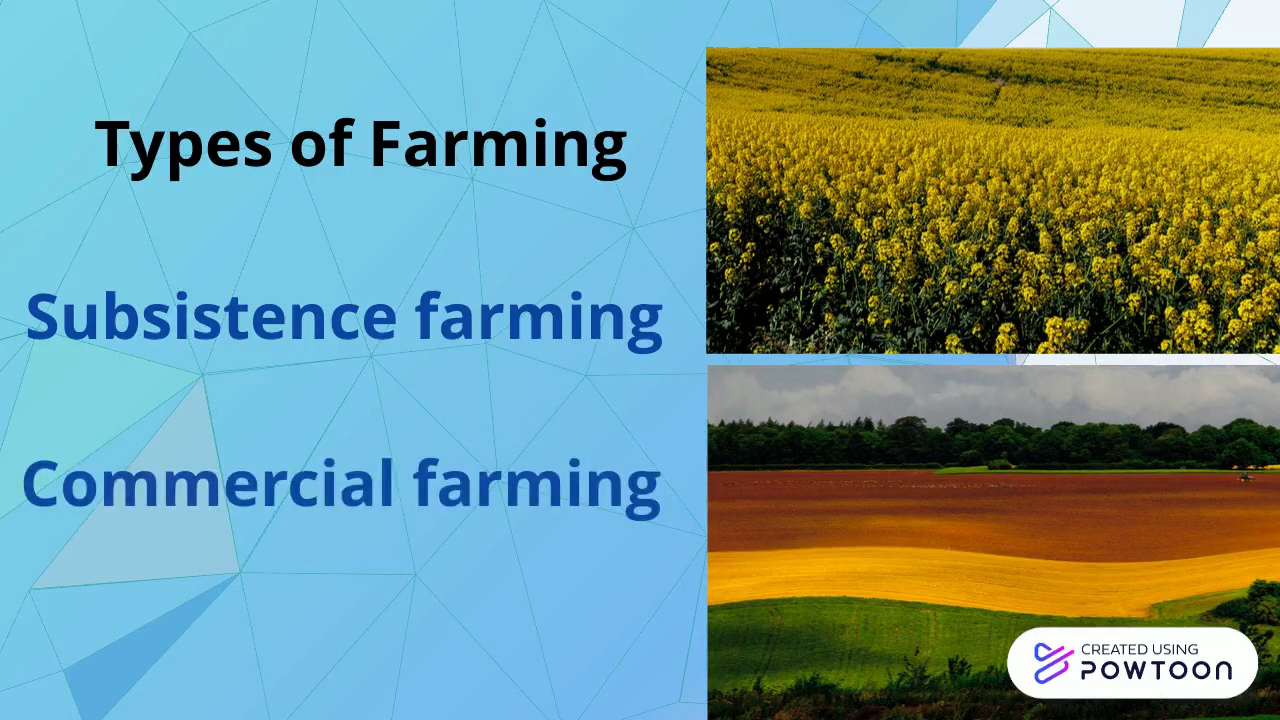 Types of Farming
Subsistence farming
Commercial farming
CREATED USING
POWTOON